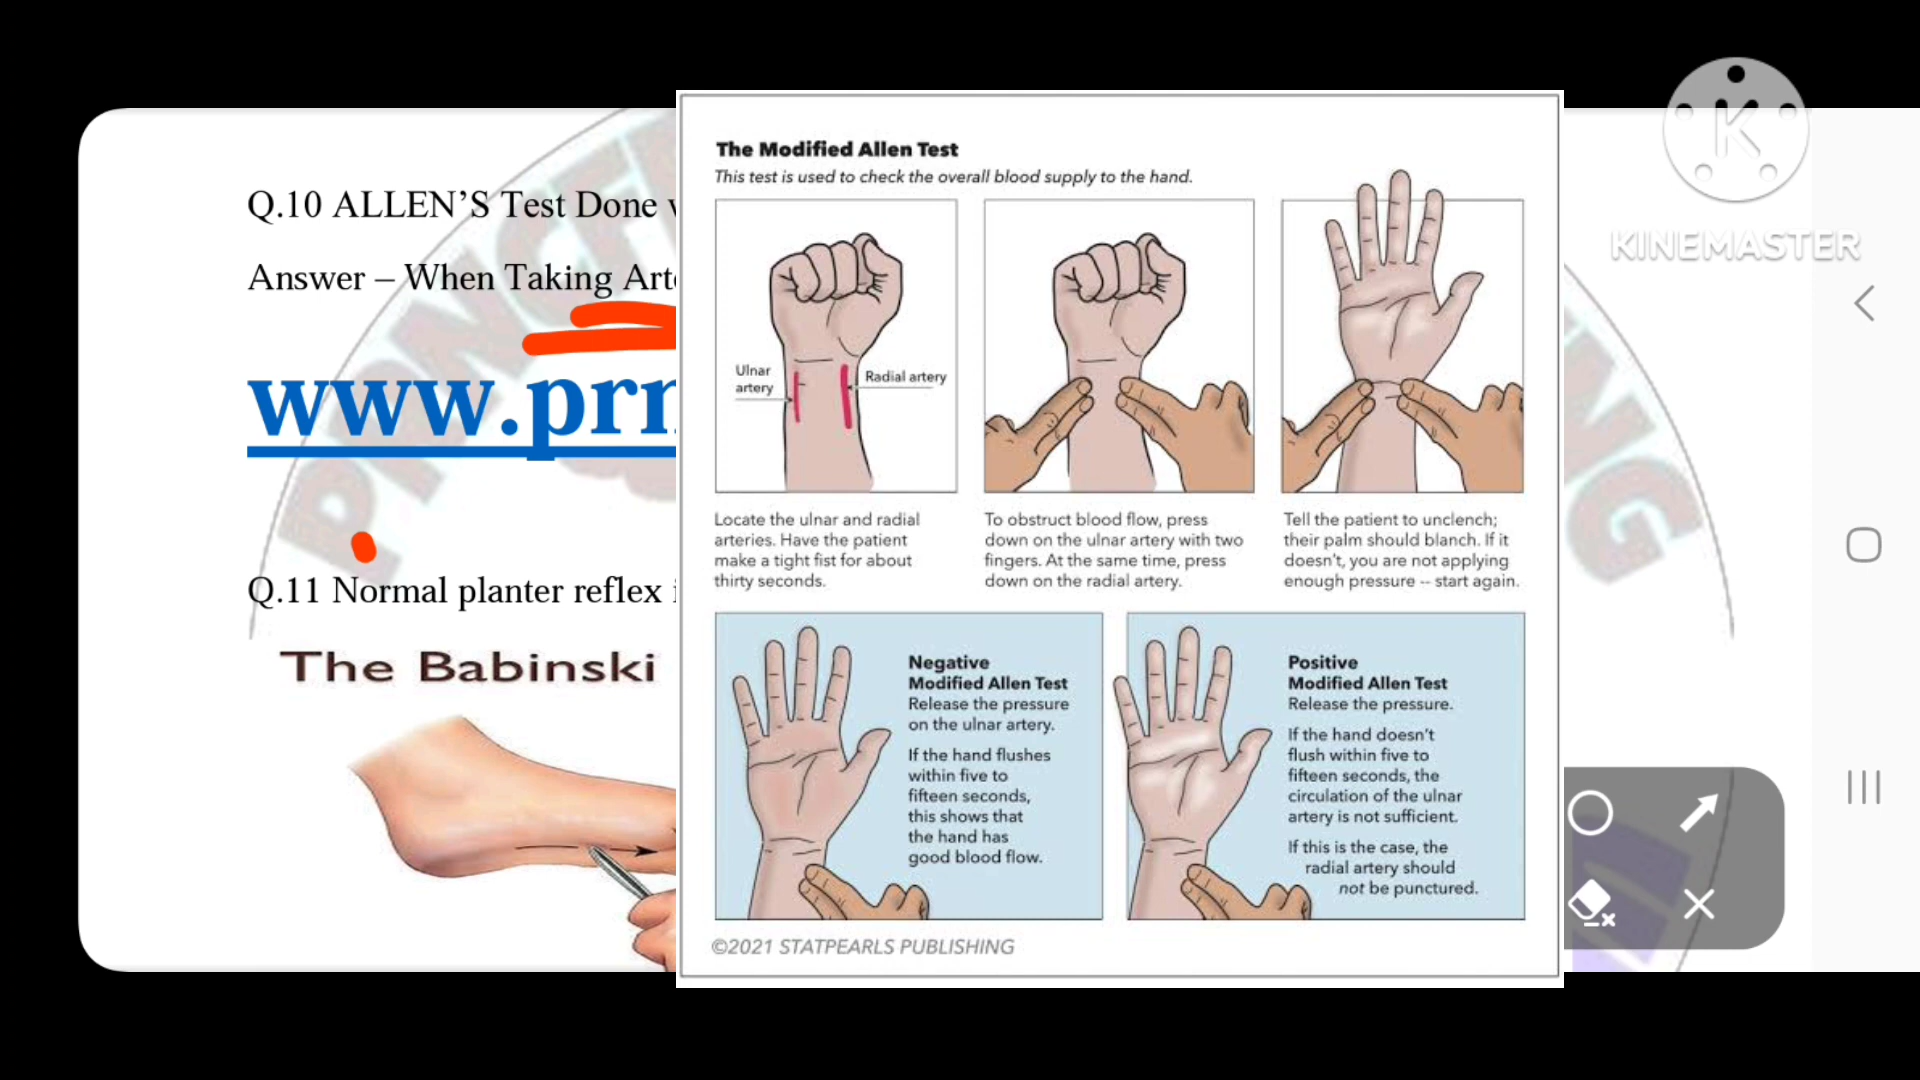 Q.10 ALLEN'S Test Done
Answer – When Taking
www.prn
Q.11 Normal planter reflex
The Babinski
The Modified Allen Test
This test is used to check the overall blood supply to the hand.
Ulnar
artery
Radial artery
Locate the ulnar and radial
arteries. Have the patient
make a tight fist for about
thirty seconds.
To obstruct blood flow, press
down on the ulnar artery with two
fingers. At the same time, press
down on the radial artery.
Tell the patient to unclench;
their palm should blanch. If it
doesn't, you are not applying
enough pressure -- start again.
Negative
Modified Allen Test
Release the pressure
on the ulnar artery.
If the hand flushes
within five to
fifteen seconds,
this shows that
the hand has
good blood flow.
Positive
Modified Allen Test
Release the pressure.
If the hand doesn't
flush within five to
fifteen seconds, the
circulation of the ulnar
artery is not sufficient.
If this is the case, the
radial artery should
not be punctured.
©2021 STATPEARLS PUBLISHING
K
KINEMASTER